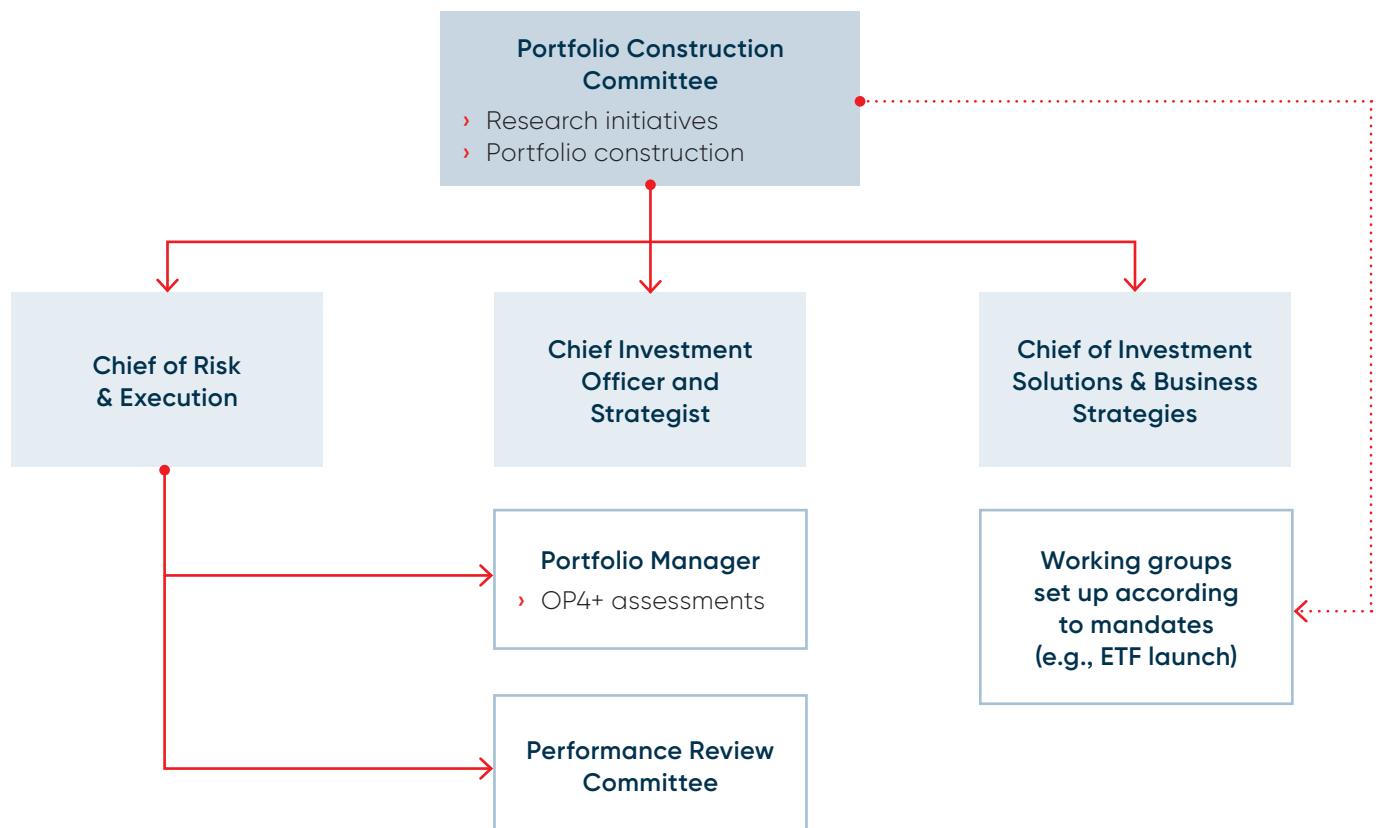 Portfolio Construction
Committee
› Research initiatives
› Portfolio construction
Chief of Risk
& Execution
Chief Investment
Officer and
Strategist
Chief of Investment
Solutions & Business
Strategies
Portfolio Manager
› OP4+ assessments
Working groups
set up according
to mandates
(e.g., ETF launch)
Performance Review
Committee